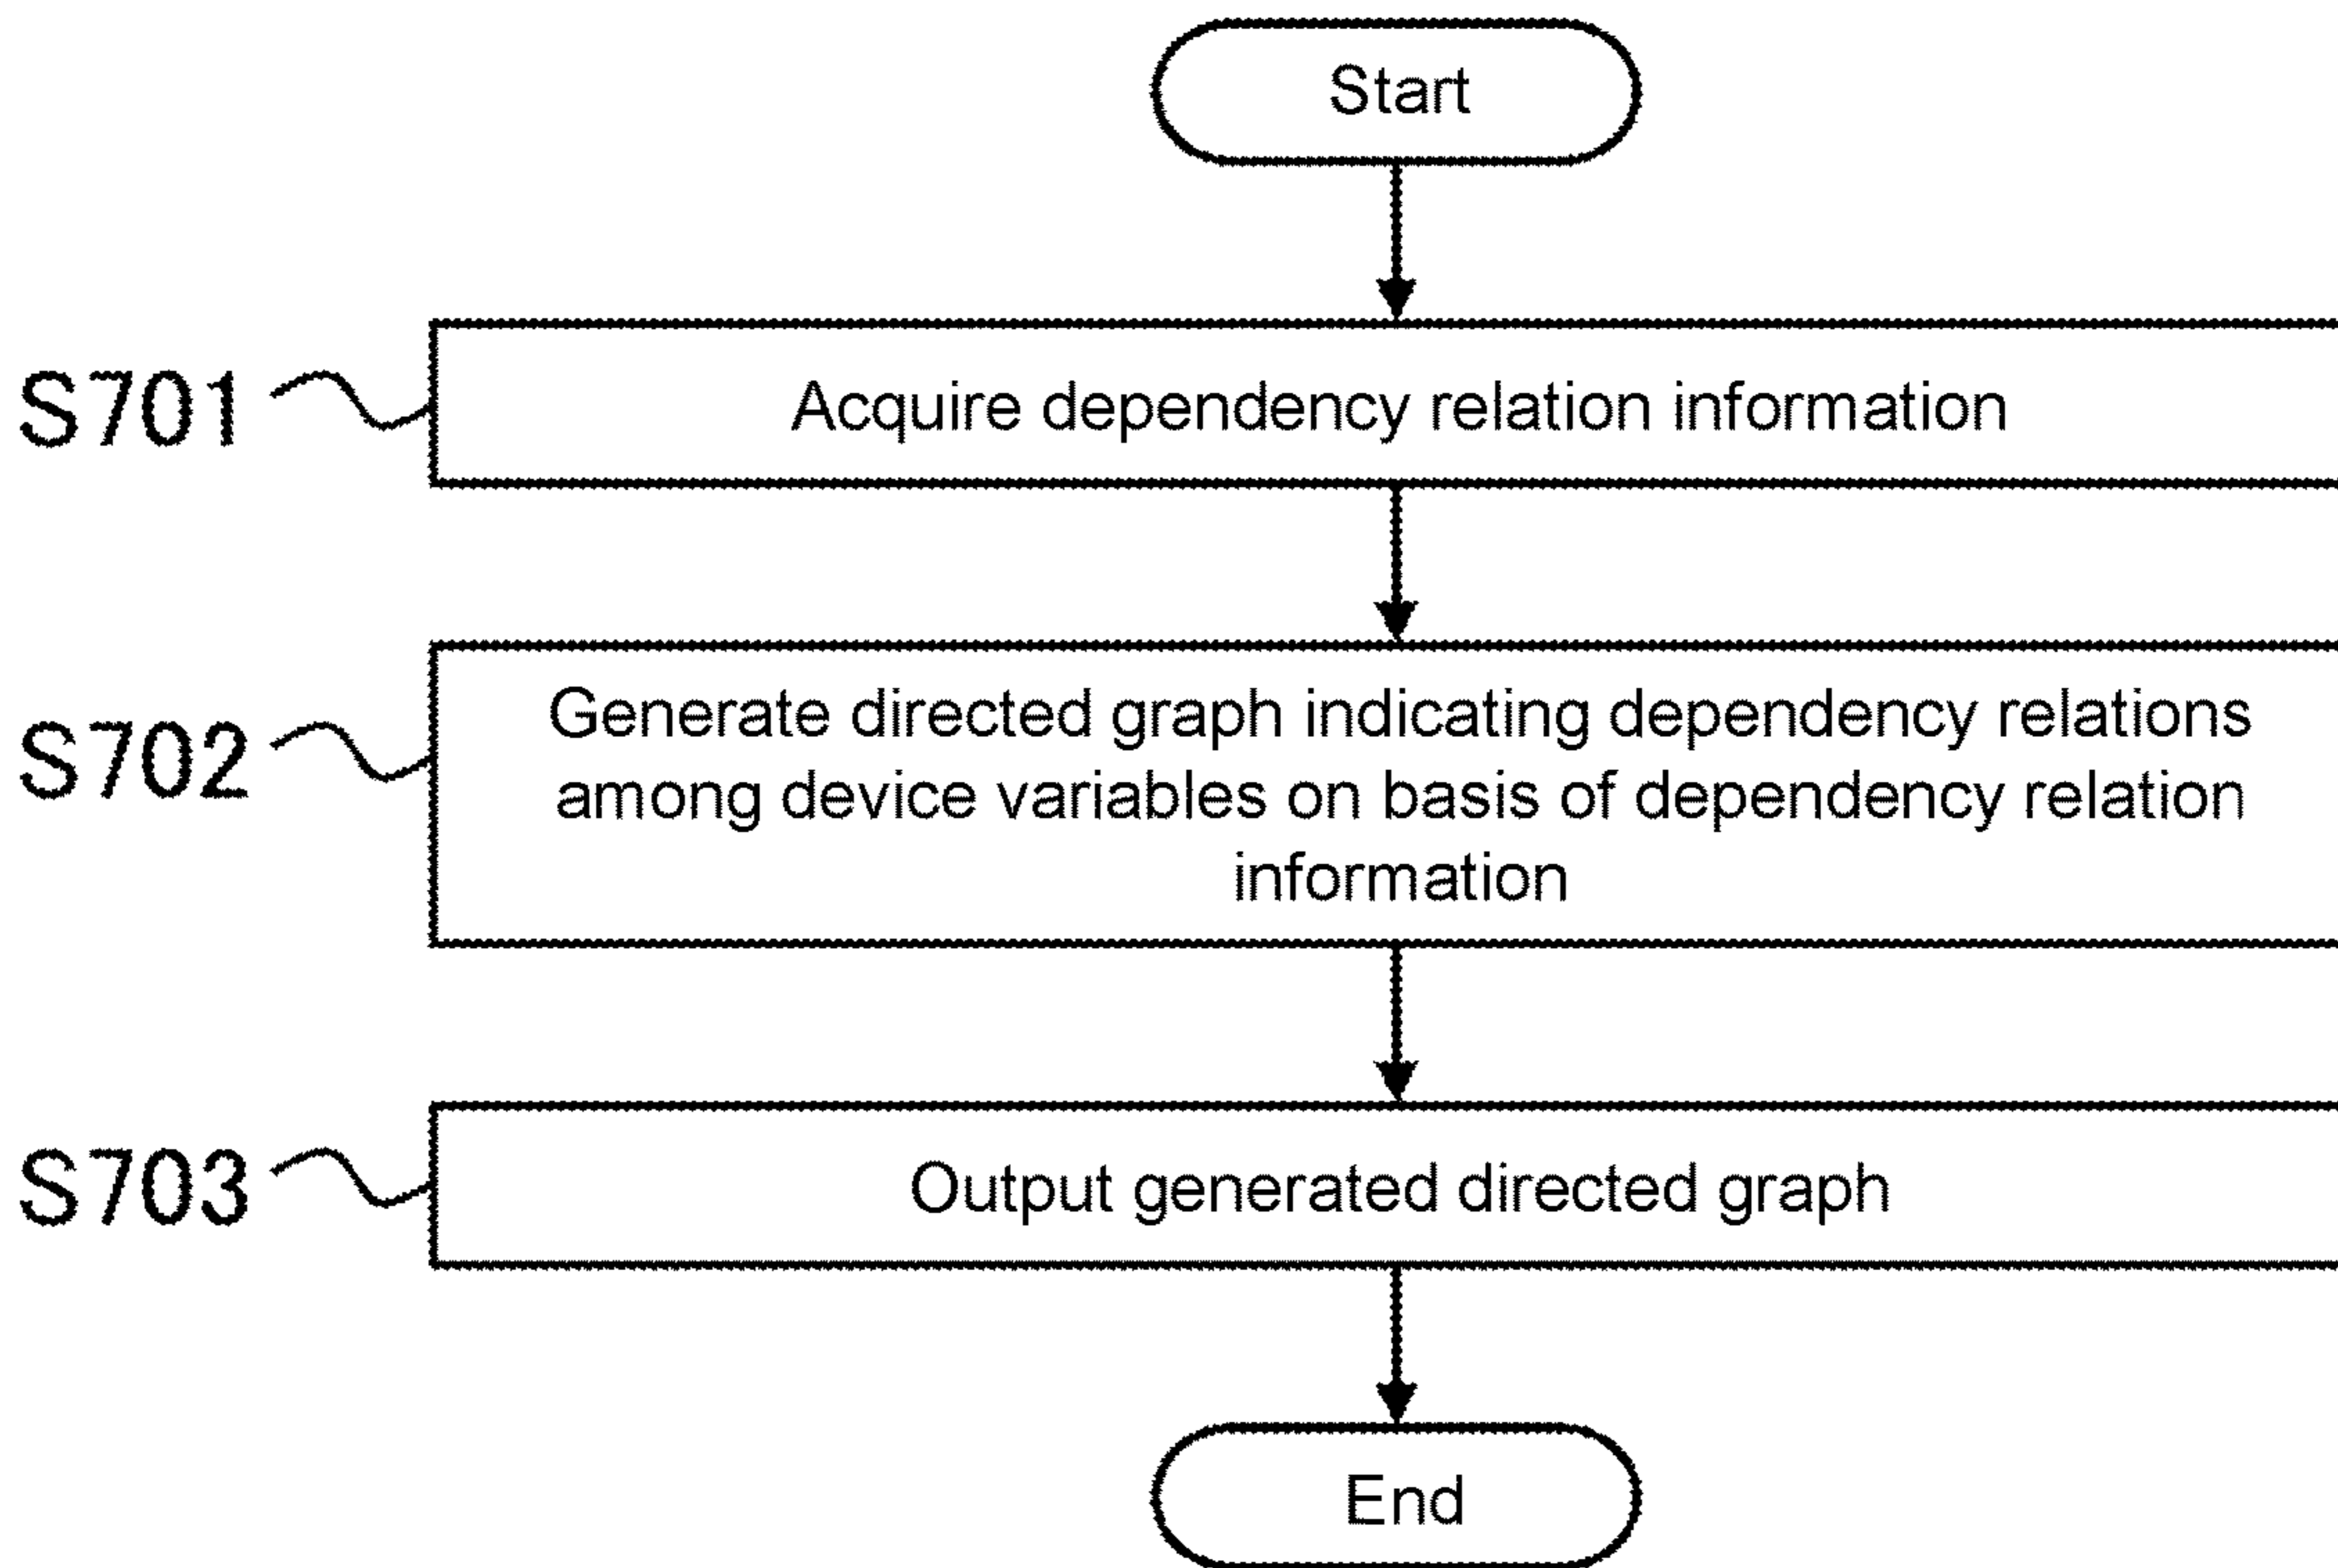 Start
S701
Acquire dependency relation information
S702
Generate directed graph indicating dependency relations
among device variables on basis of dependency relation
information
S703
Output generated directed graph
End